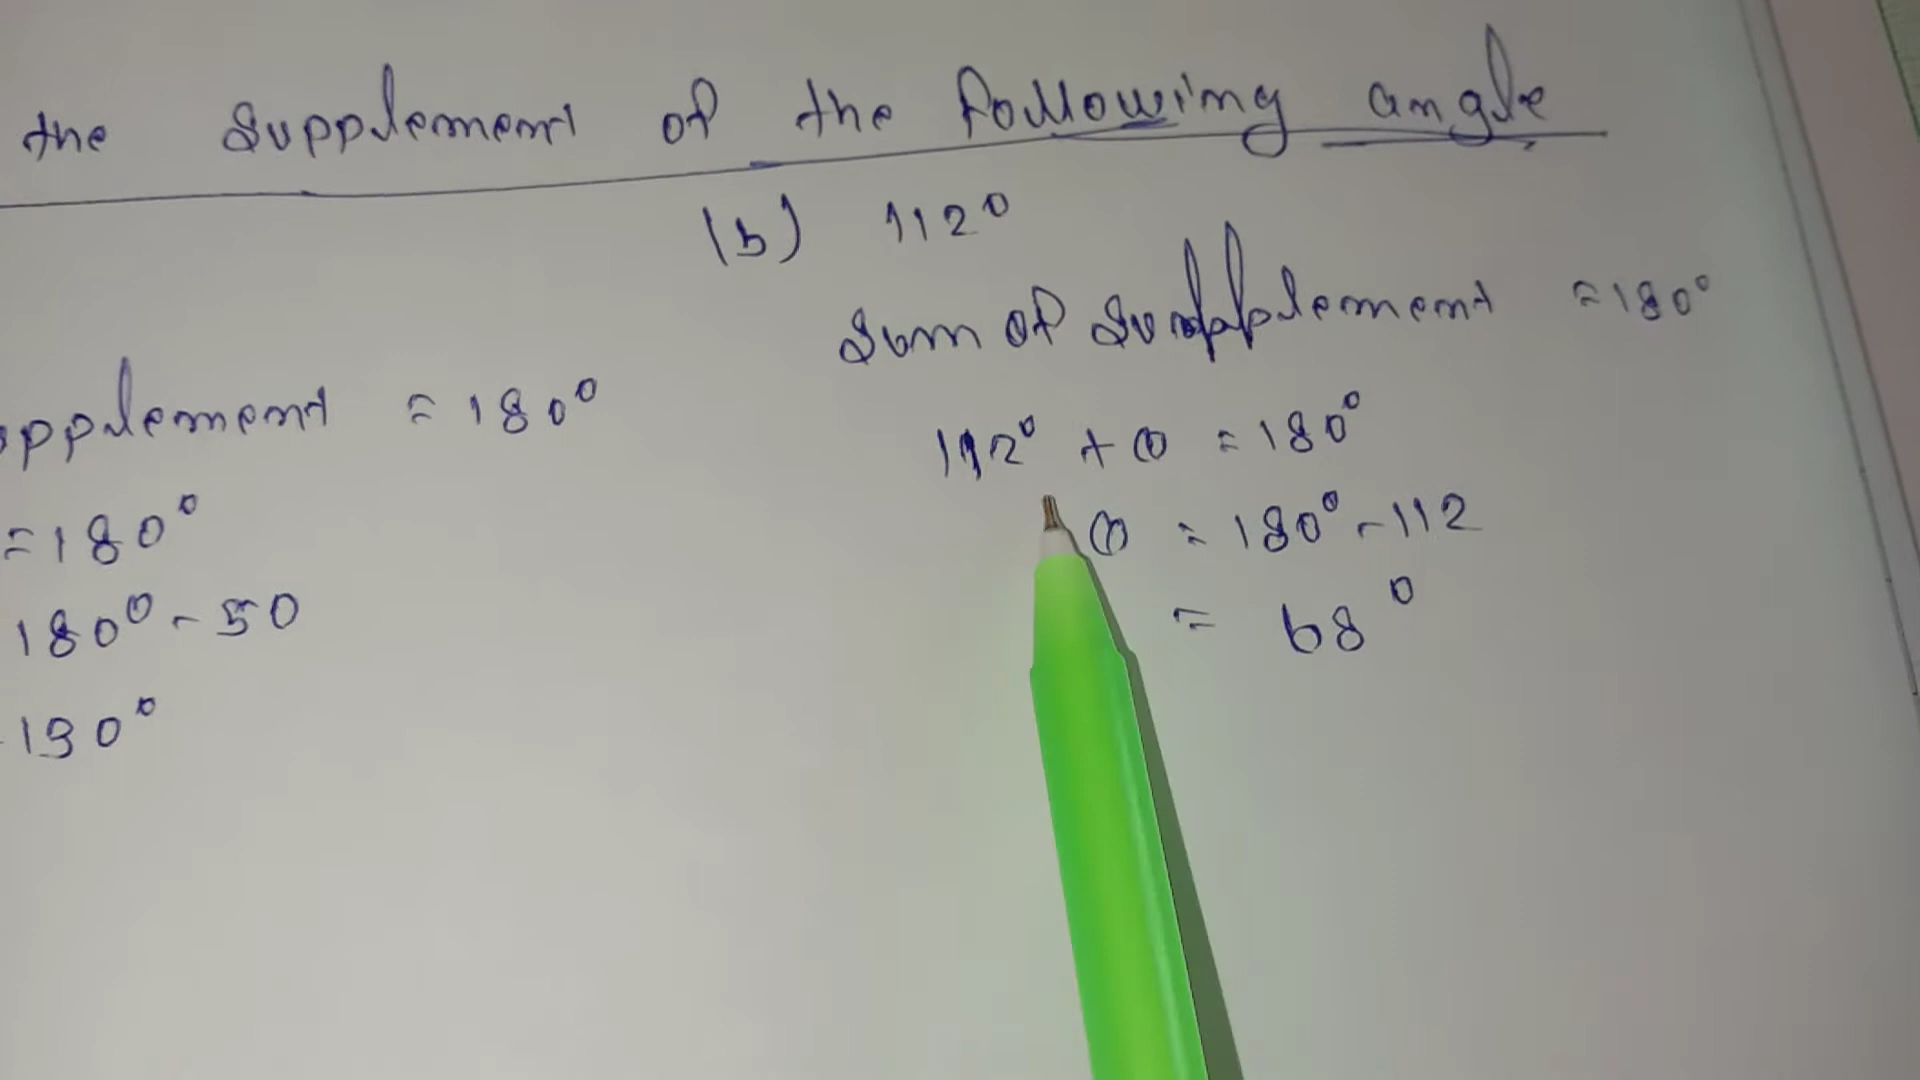 the supplement of the following angle
(b) 112°
Sum of supplement = 180°
112° + θ = 180°
θ = 180° - 112
= 68°
pplement = 180°
= 180°
180° - 50
130°